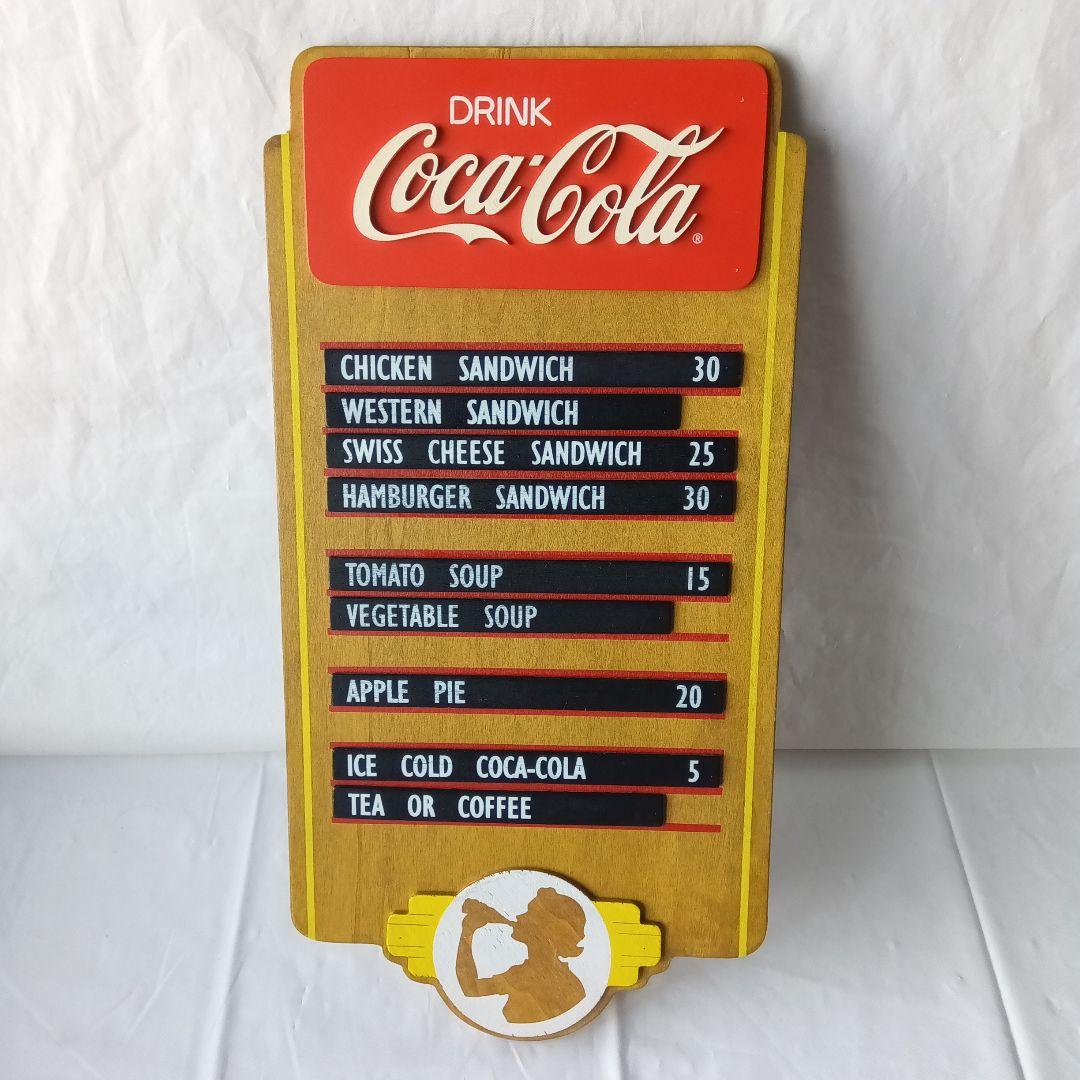 DRINK
Coca-Cola ®
CHICKEN SANDWICH 30
WESTERN SANDWICH
SWISS CHEESE SANDWICH 25
HAMBURGER SANDWICH 30
TOMATO SOUP 15
VEGETABLE SOUP
APPLE PIE 20
ICE COLD COCA-COLA 5
TEA OR COFFEE